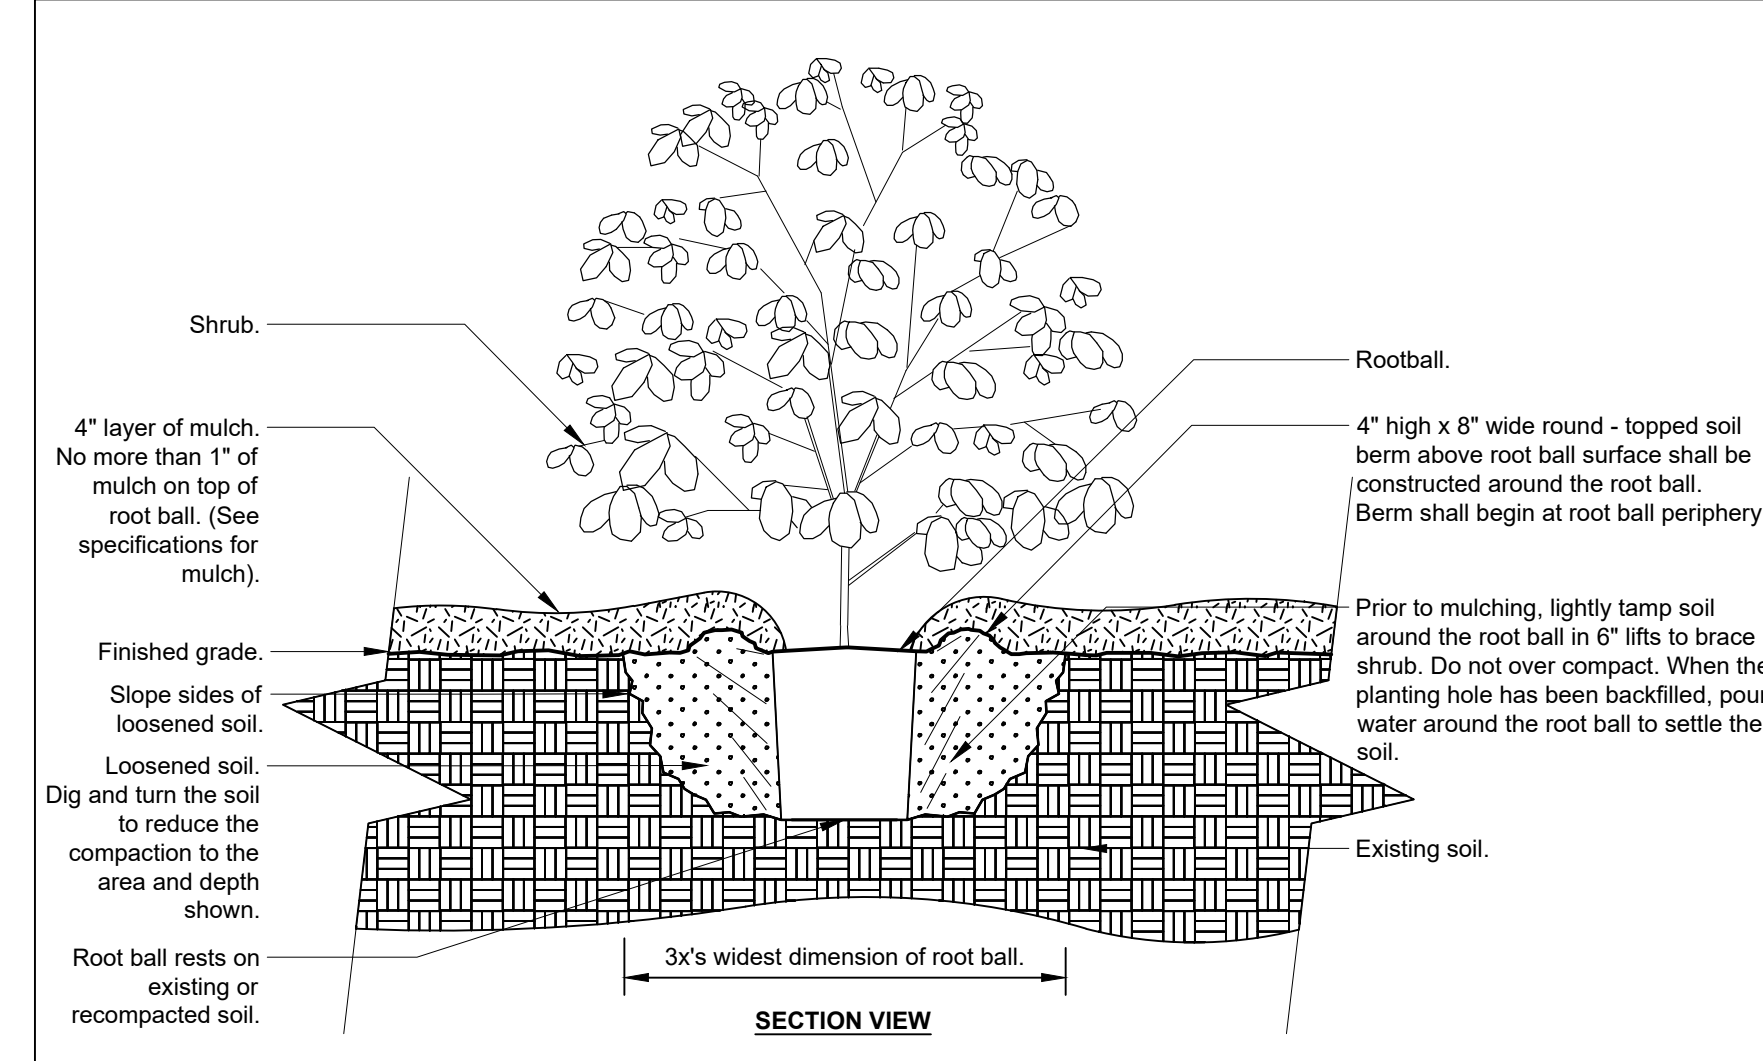 Shrub.
4" layer of mulch.
No more than 1" of
mulch on top of
root ball. (See
specifications for
mulch).
Finished grade.
Slope sides of
loosened soil.
Loosened soil.
Dig and turn the soil
to reduce the
compaction to the
area and depth
shown.
Root ball rests on
existing or
recompacted soil.
Rootball.
4" high x 8" wide round - topped soil
berm above root ball surface shall be
constructed around the root ball.
Berm shall begin at root ball periphery
Prior to mulching, lightly tamp soil
around the root ball in 6" lifts to brace
shrub. Do not over compact. When the
planting hole has been backfilled, pour
water around the root ball to settle the
soil.
Existing soil.
3x's widest dimension of root ball.
SECTION VIEW